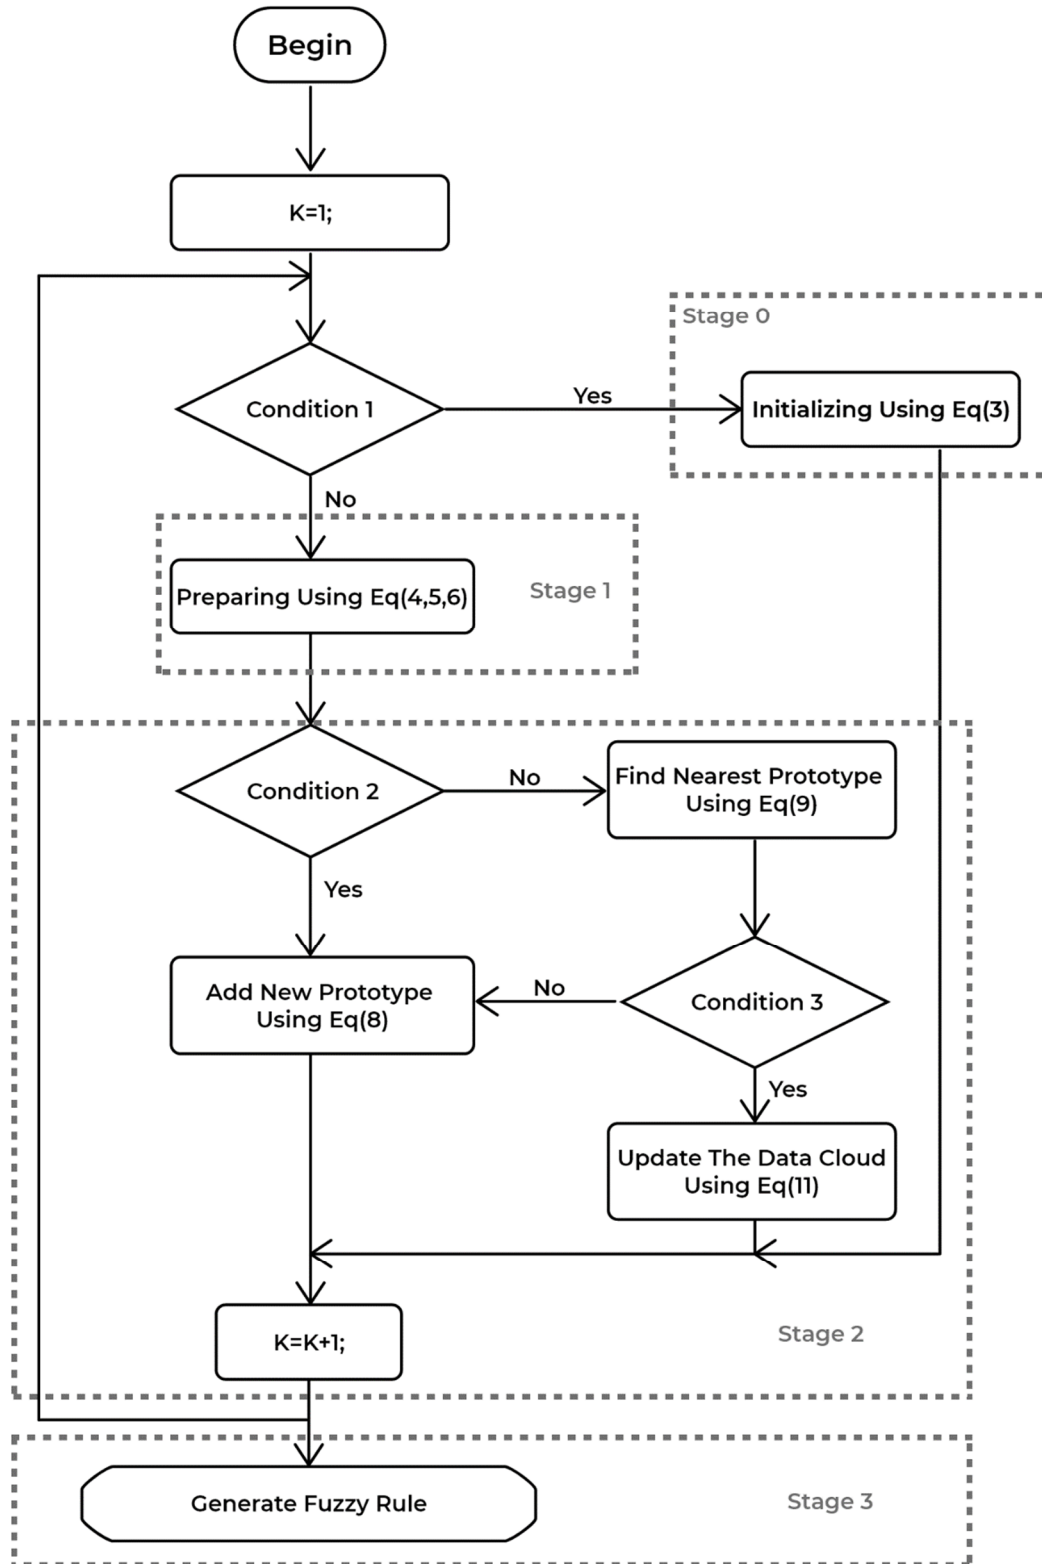 Begin
K=1;
Stage 0
Condition 1
Yes
Initializing Using Eq(3)
No
Preparing Using Eq(4,5,6)
Stage 1
Condition 2
No
Find Nearest Prototype
Using Eq(9)
Yes
Add New Prototype
Using Eq(8)
No
Condition 3
Yes
Update The Data Cloud
Using Eq(11)
K=K+1;
Stage 2
Generate Fuzzy Rule
Stage 3